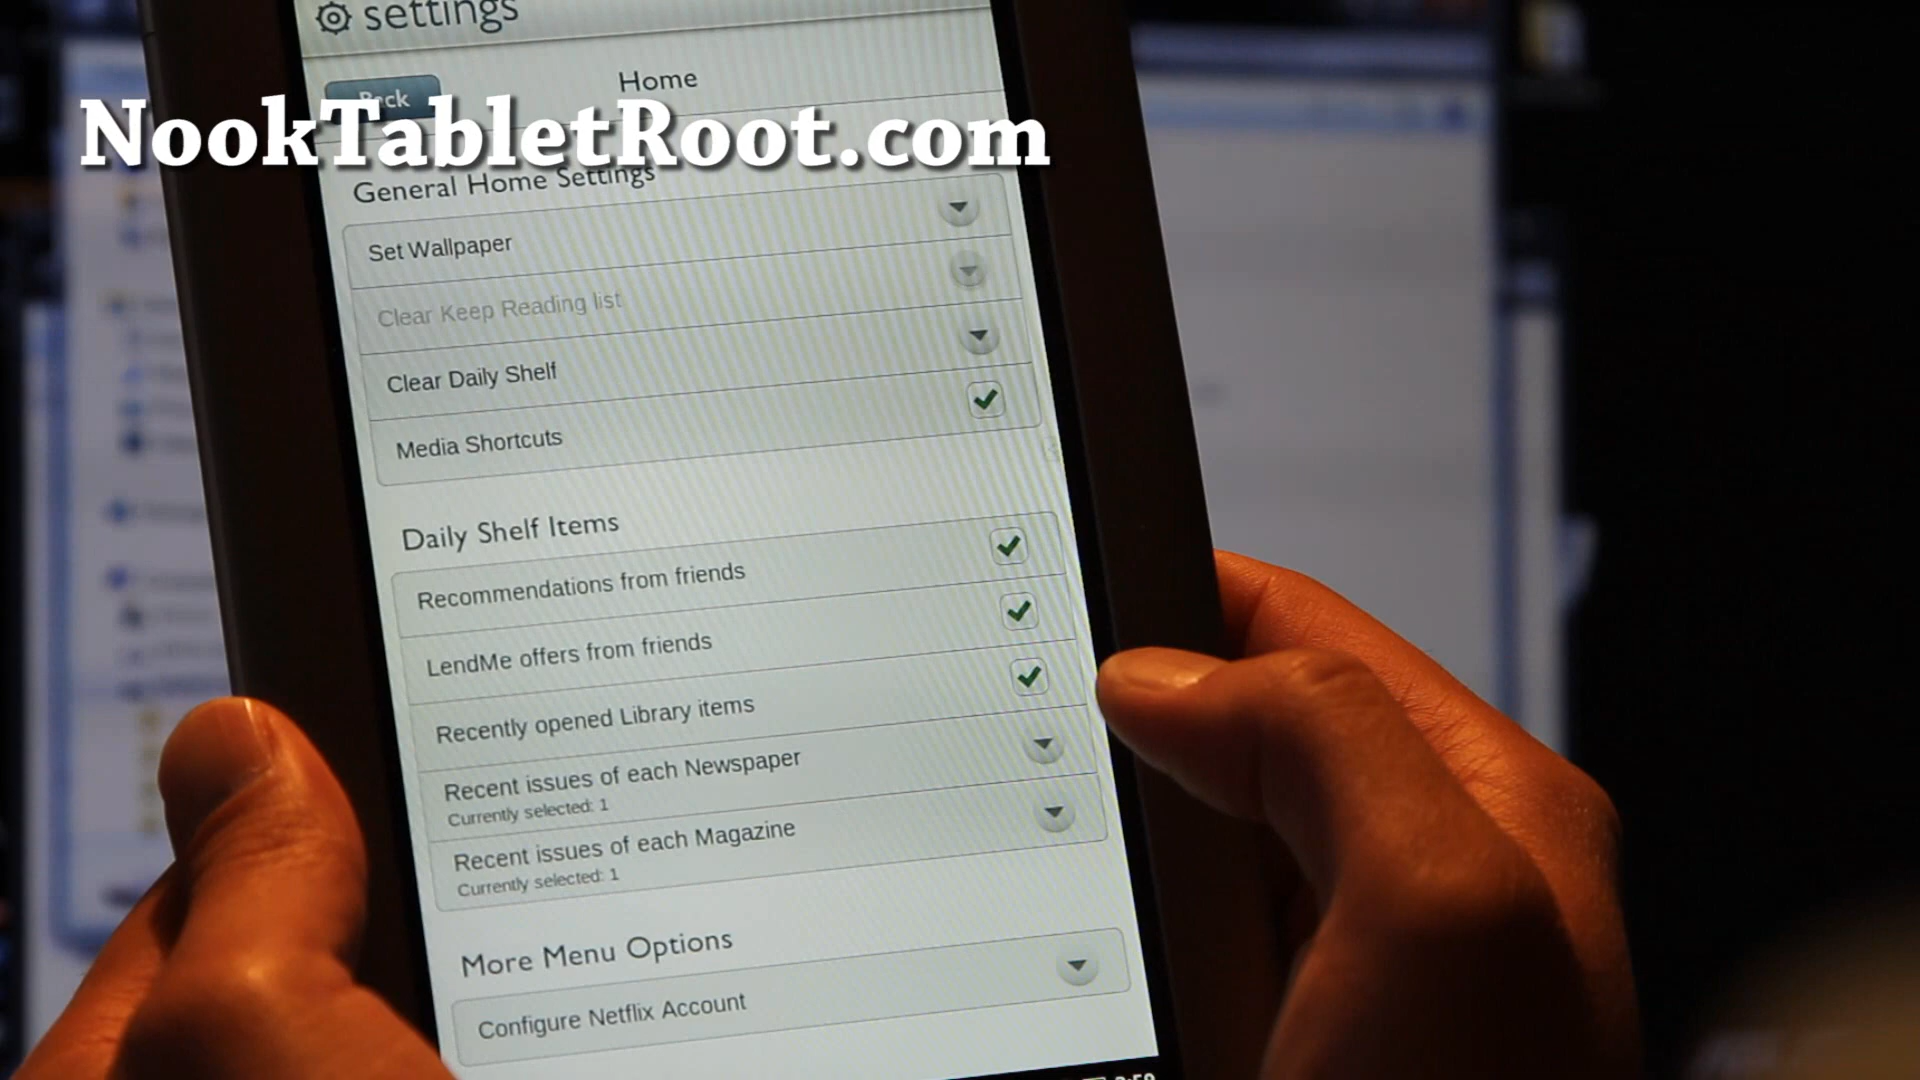 settings
Back
Home
NookTabletRoot.com
General Home Settings
Set Wallpaper
Clear Keep Reading list
Clear Daily Shelf
Media Shortcuts
Daily Shelf Items
Recommendations from friends
LendMe offers from friends
Recently opened Library items
Recent issues of each Newspaper
Currently selected: 1
Recent issues of each Magazine
Currently selected: 1
More Menu Options
Configure Netflix Account